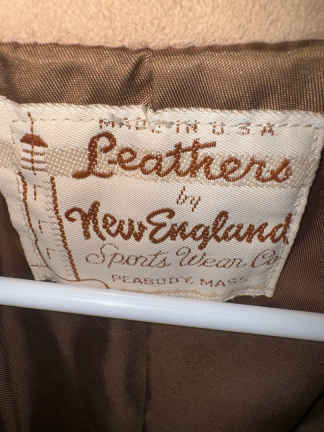 MADE IN U.S.A
Leathers
by
New England
Sports Wear Co
PEABODY, MASS